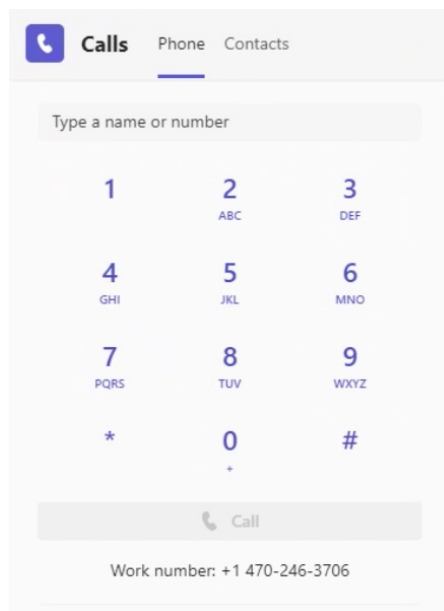 Calls Phone Contacts
Type a name or number
1 2 3
ABC DEF
4 5 6
GHI JKL MNO
7 8 9
PQRS TUV WXYZ
* 0 #
+
Call
Work number: +1 470-246-3706